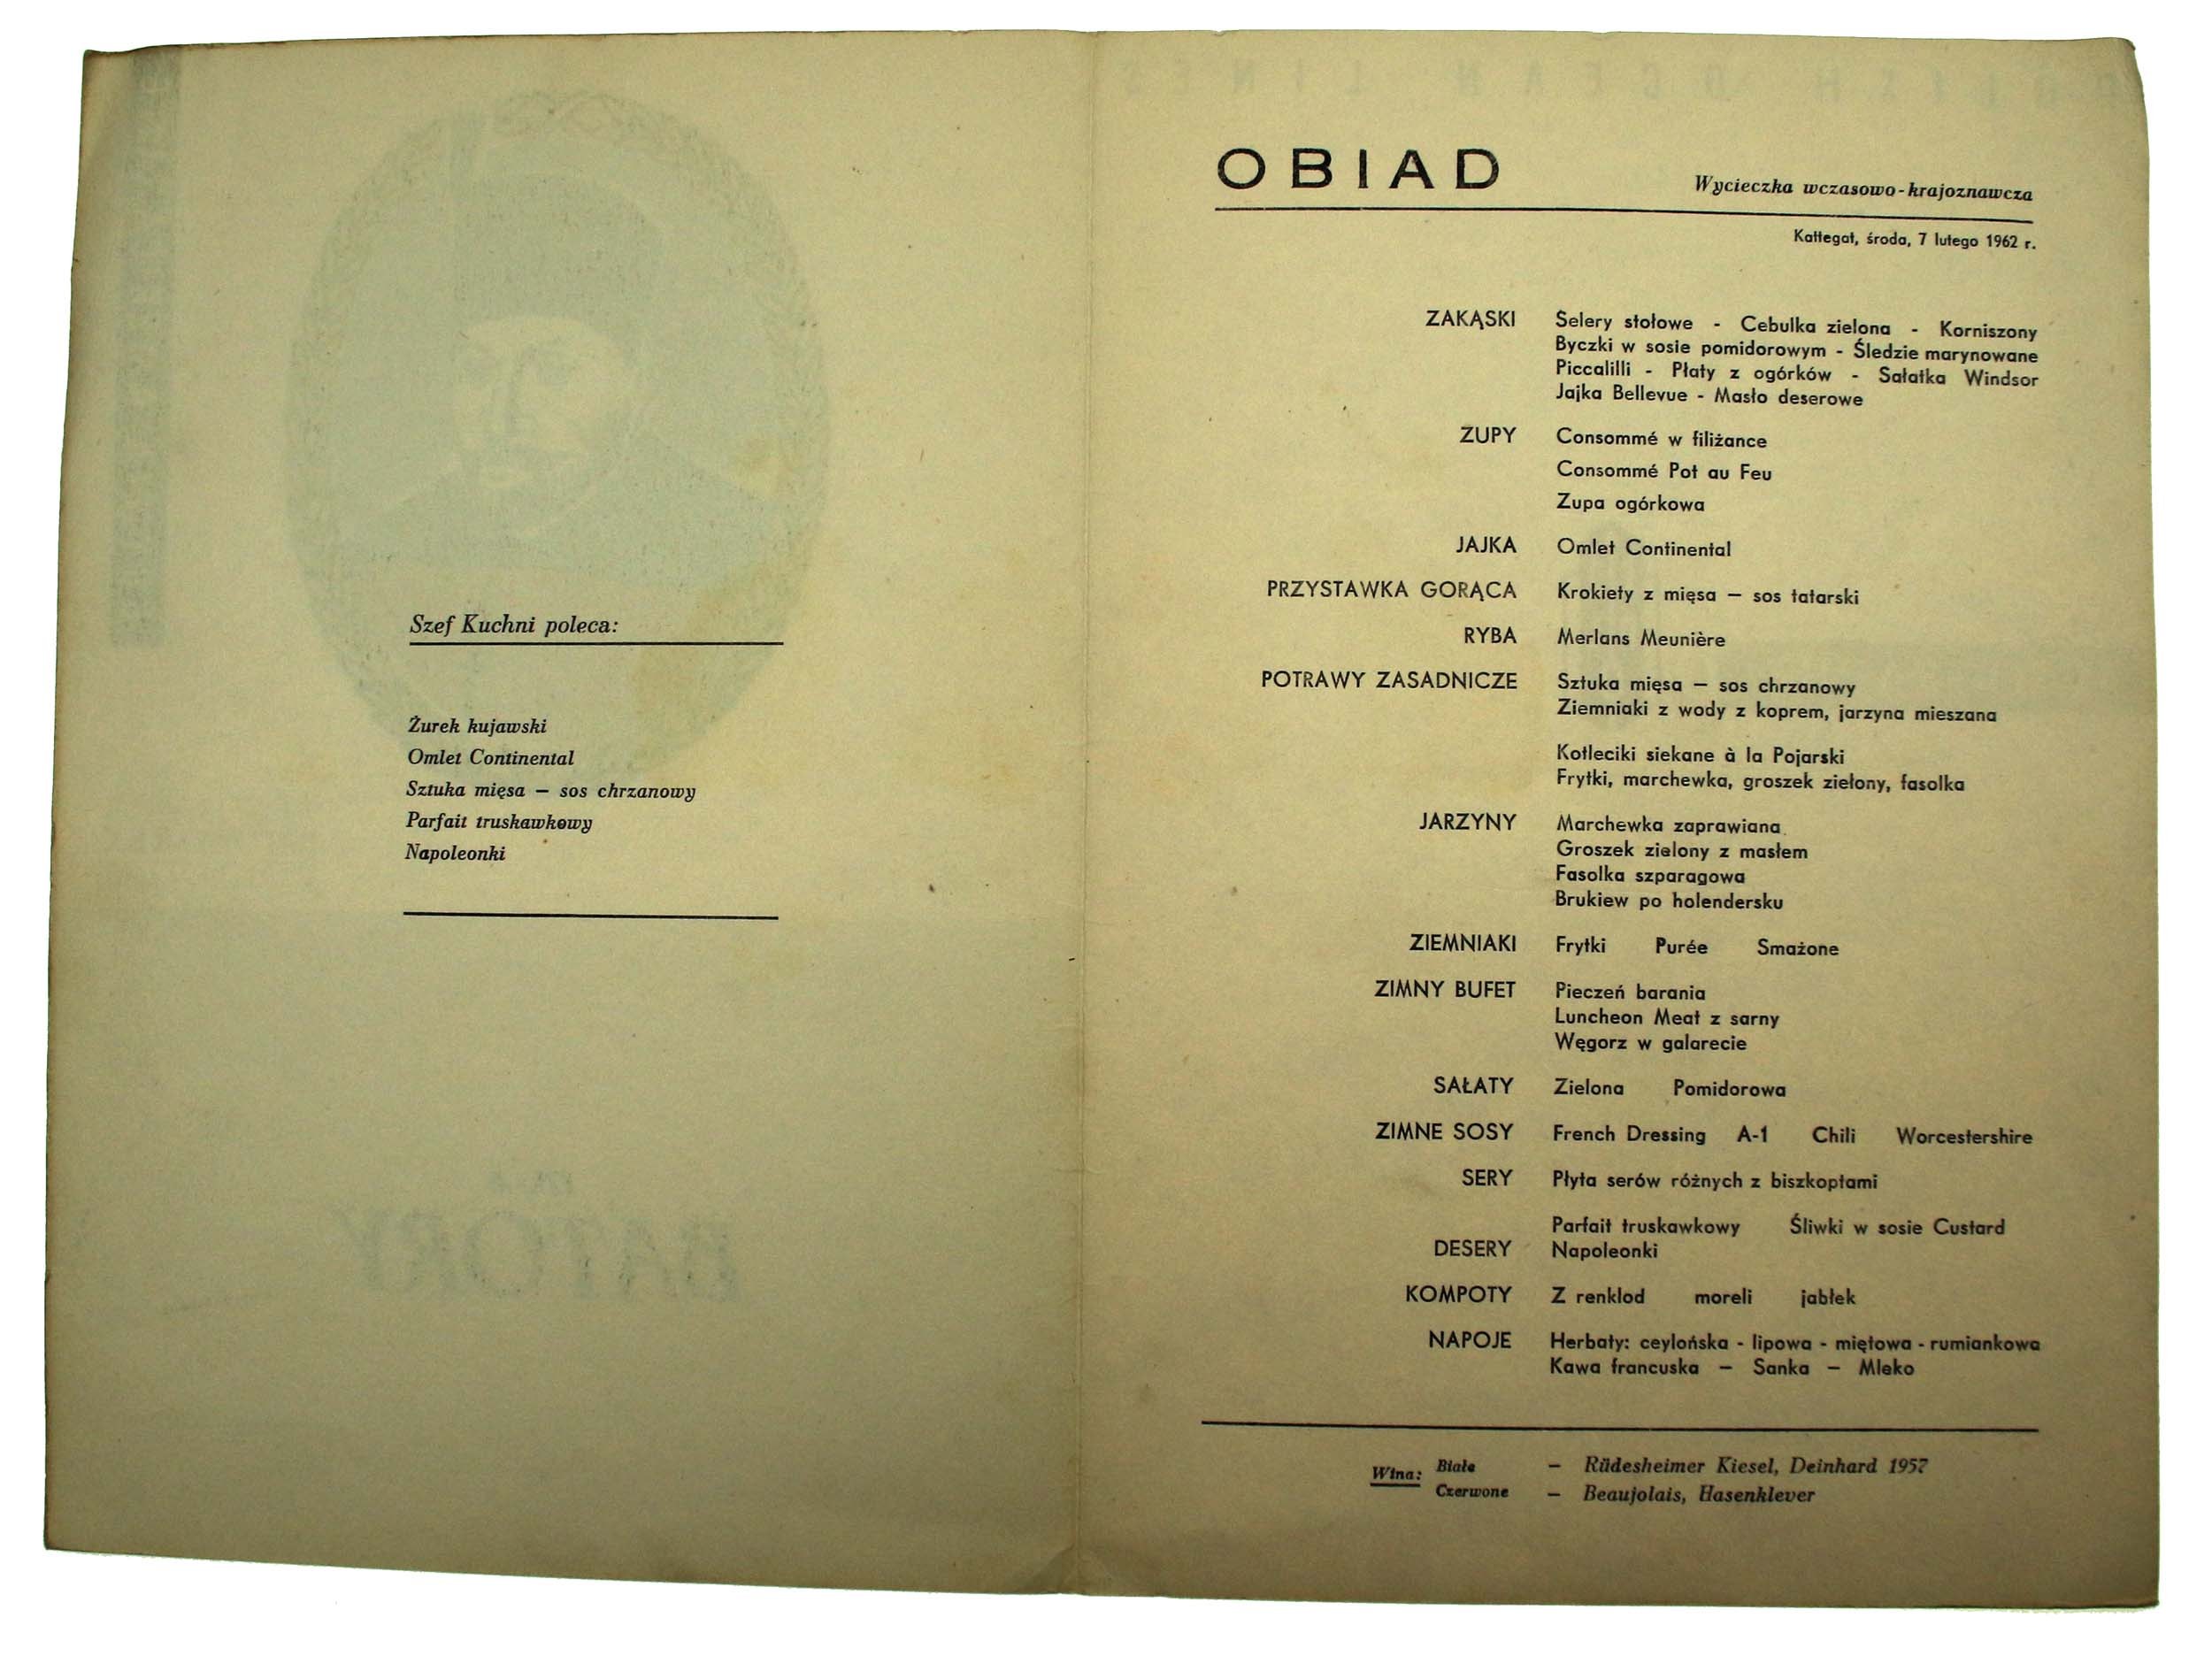 Szef Kuchni poleca:
Żurek kujawski
Omlet Continental
Sztuka mięsa — sos chrzanowy
Parfait truskawkowy
Napoleonki
BATORY
POLISH OCEAN LINES
OBIAD
Wycieczka wczasowo-krajoznawcza
Kattegat, środa, 7 lutego 1962 r.
ZAKĄSKI Selery stołowe - Cebulka zielona - Korniszony
Byczki w sosie pomidorowym - Śledzie marynowane
Piccalilli - Płaty z ogórków - Sałatka Windsor
Jajka Bellevue - Masło deserowe
ZUPY Consommé w filiżance
Consommé Pot au Feu
Zupa ogórkowa
JAJKA Omlet Continental
PRZYSTAWKA GORĄCA Krokiety z mięsa — sos tatarski
RYBA Merlans Meunière
POTRAWY ZASADNICZE Sztuka mięsa — sos chrzanowy
Ziemniaki z wody z koprem, jarzyna mieszana
Kotleciki siekane à la Pojarski
Frytki, marchewka, groszek zielony, fasolka
JARZYNY Marchewka zaprawiana
Groszek zielony z masłem
Fasolka szparagowa
Brukiew po holendersku
ZIEMNIAKI Frytki Purée Smażone
ZIMNY BUFET Pieczeń barania
Luncheon Meat z sarny
Węgorz w galarecie
SAŁATY Zielona Pomidorowa
ZIMNE SOSY French Dressing A-1 Chili Worcestershire
SERY Płyta serów różnych z biszkoptami
Parfait truskawkowy Śliwki w sosie Custard
DESERY Napoleonki
KOMPOTY Z renklod moreli jabłek
NAPOJE Herbaty: ceylońska - lipowa - miętowa - rumiankowa
Kawa francuska — Sanka — Mleko
Wina: Białe — Rüdesheimer Kiesel, Deinhard 1957
Czerwone — Beaujolais, Hasenklever